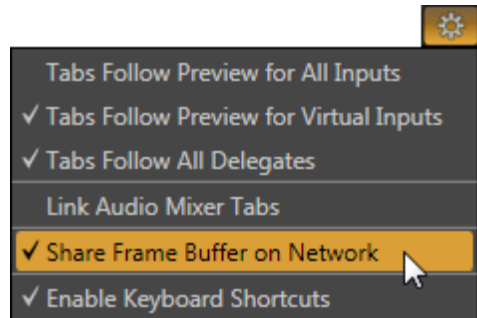 Tabs Follow Preview for All Inputs
✓ Tabs Follow Preview for Virtual Inputs
✓ Tabs Follow All Delegates
Link Audio Mixer Tabs
✓ Share Frame Buffer on Network
✓ Enable Keyboard Shortcuts